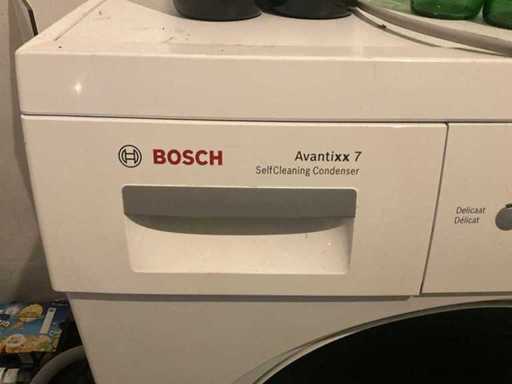 BOSCH
Avantixx 7
SelfCleaning Condenser
Delicaat
Délicat